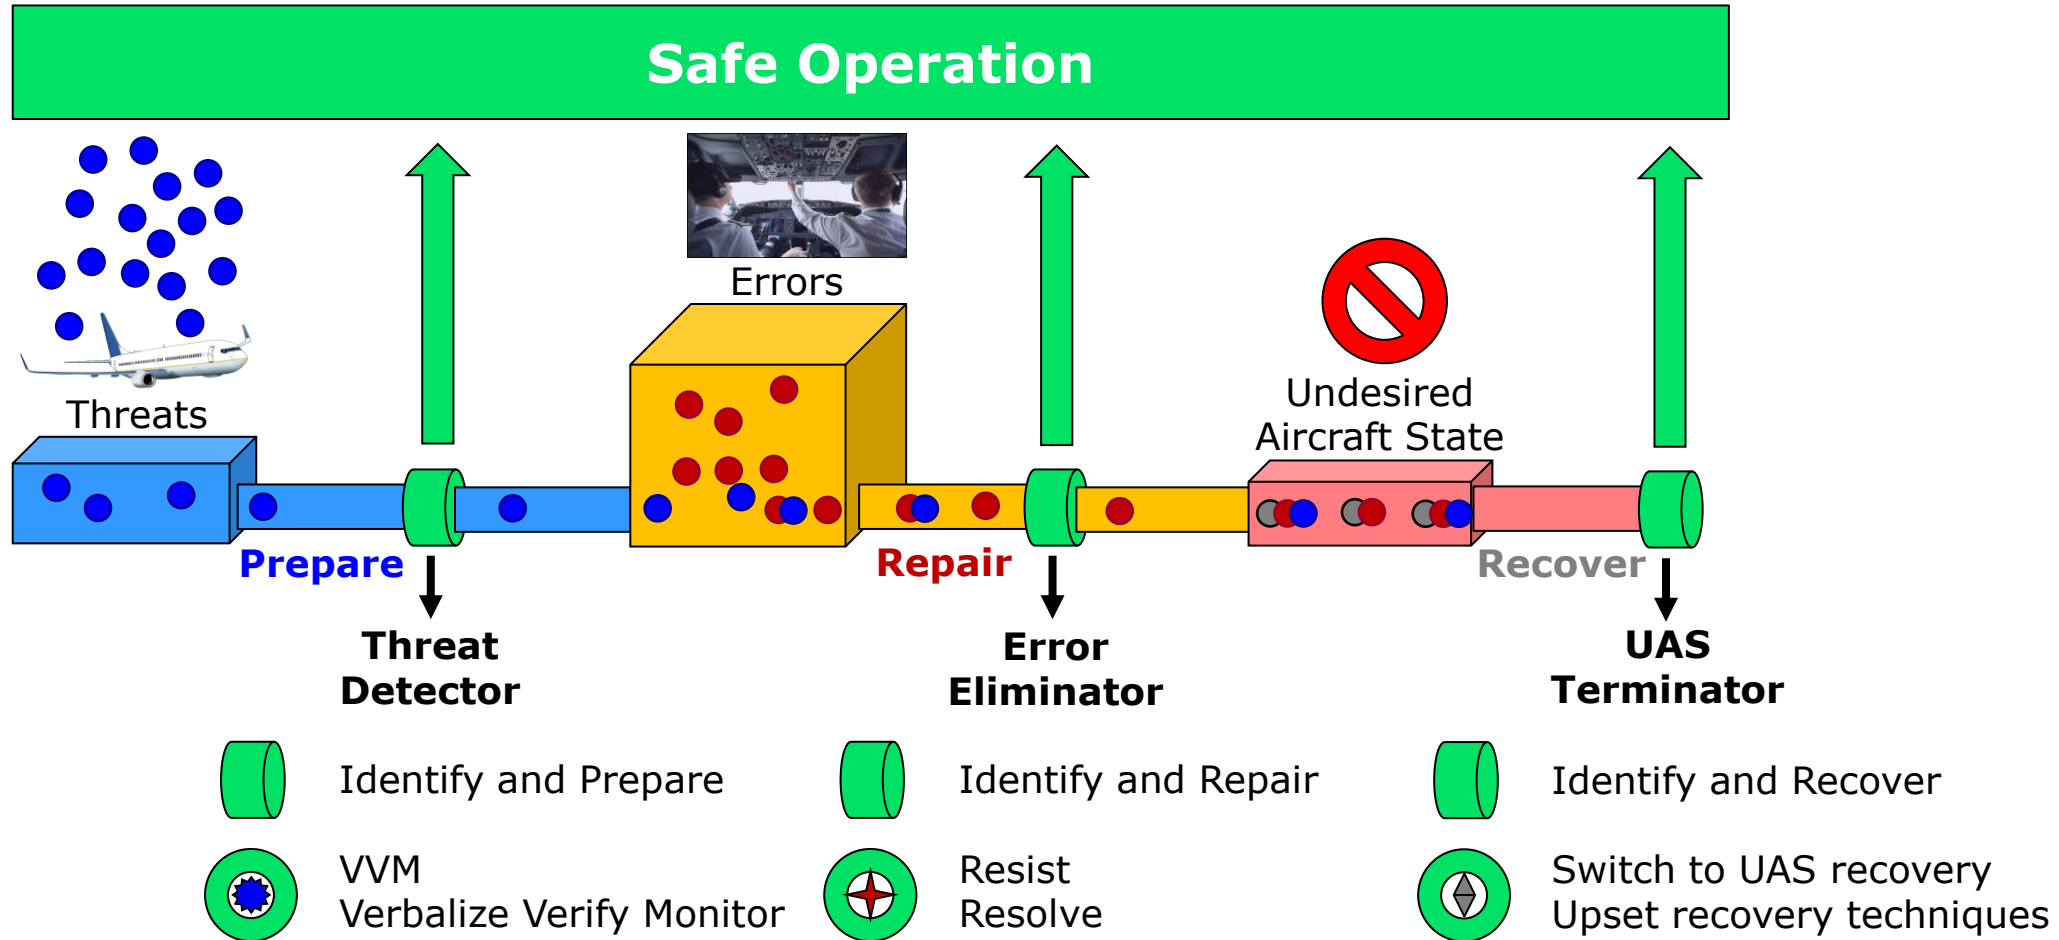 Safe Operation
Threats
Errors
Undesired
Aircraft State
Prepare
Repair
Recover
Threat
Detector
Error
Eliminator
UAS
Terminator
Identify and Prepare
Identify and Repair
Identify and Recover
VVM
Verbalize Verify Monitor
Resist
Resolve
Switch to UAS recovery
Upset recovery techniques